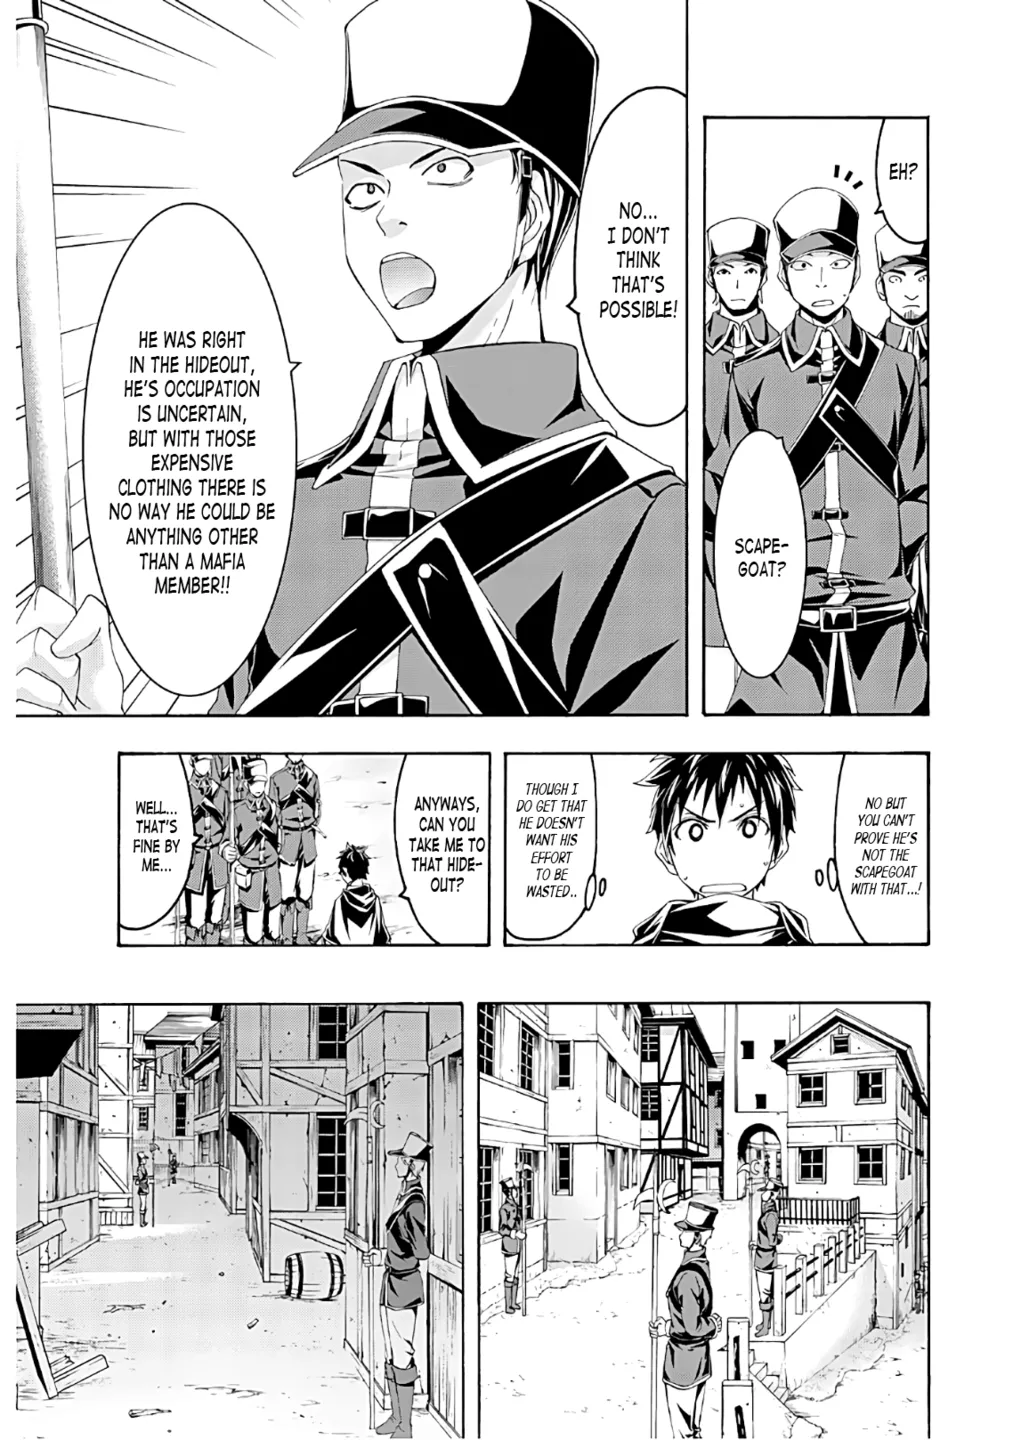 EH?
SCAPE-
GOAT?
NO...
I DON'T
THINK
THAT'S
POSSIBLE!
HE WAS RIGHT
IN THE HIDEOUT,
HE'S OCCUPATION
IS UNCERTAIN,
BUT WITH THOSE
EXPENSIVE
CLOTHING THERE IS
NO WAY HE COULD BE
ANYTHING OTHER
THAN A MAFIA
MEMBER!!
NO BUT
YOU CAN'T
PROVE HE'S
NOT THE
SCAPEGOAT
WITH THAT...!
THOUGH I
DO GET THAT
HE DOESN'T
WANT HIS
EFFORT
TO BE
WASTED..
ANYWAYS,
CAN YOU
TAKE ME TO
THAT HIDE-
OUT?
WELL...
THAT'S
FINE BY
ME...